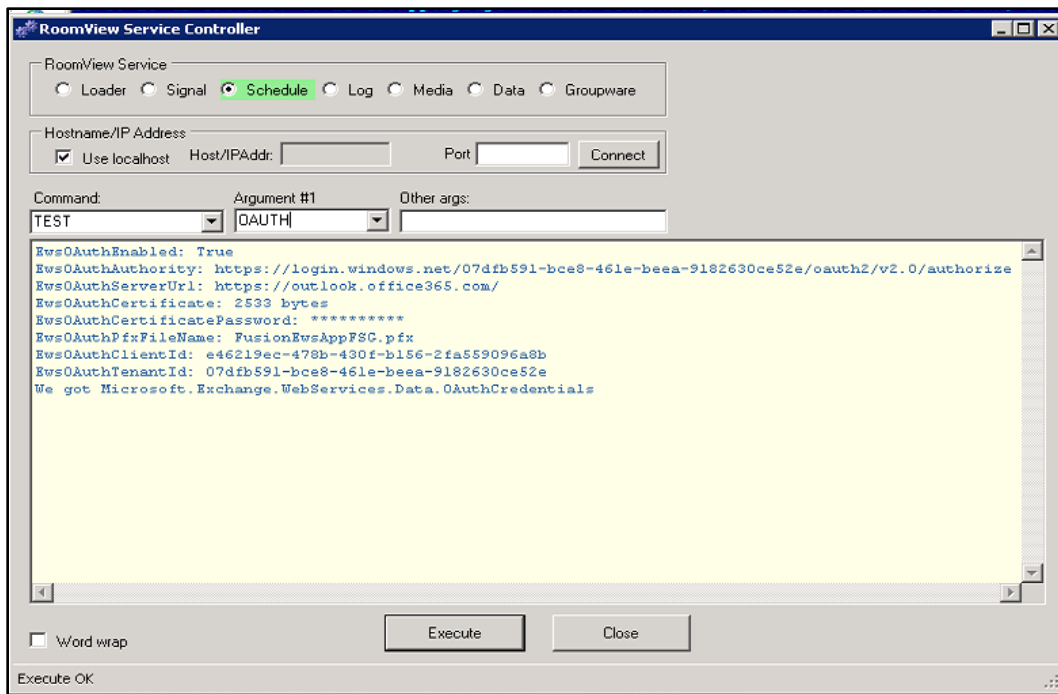 RoomView Service Controller
RoomView Service
Loader Signal Schedule Log Media Data Groupware
Hostname/IP Address
Use localhost Host/IPAddr: Port Connect
Command: Argument #1 Other args:
TEST OAUTH
EwsOAuthEnabled: True
EwsOAuthAuthority: https://login.windows.net/07dfb591-bce8-461e-beea-9182630ce52e/oauth2/v2.0/authorize
EwsOAuthServerUrl: https://outlook.office365.com/
EwsOAuthCertificate: 2533 bytes
EwsOAuthCertificatePassword: **********
EwsOAuthPfxFileName: FusionEwsAppFSG.pfx
EwsOAuthClientId: e46219ec-478b-430f-b156-2fa559096a8b
EwsOAuthTenantId: 07dfb591-bce8-461e-beea-9182630ce52e
We got Microsoft.Exchange.WebServices.Data.OAuthCredentials
Execute Close
Word wrap
Execute OK